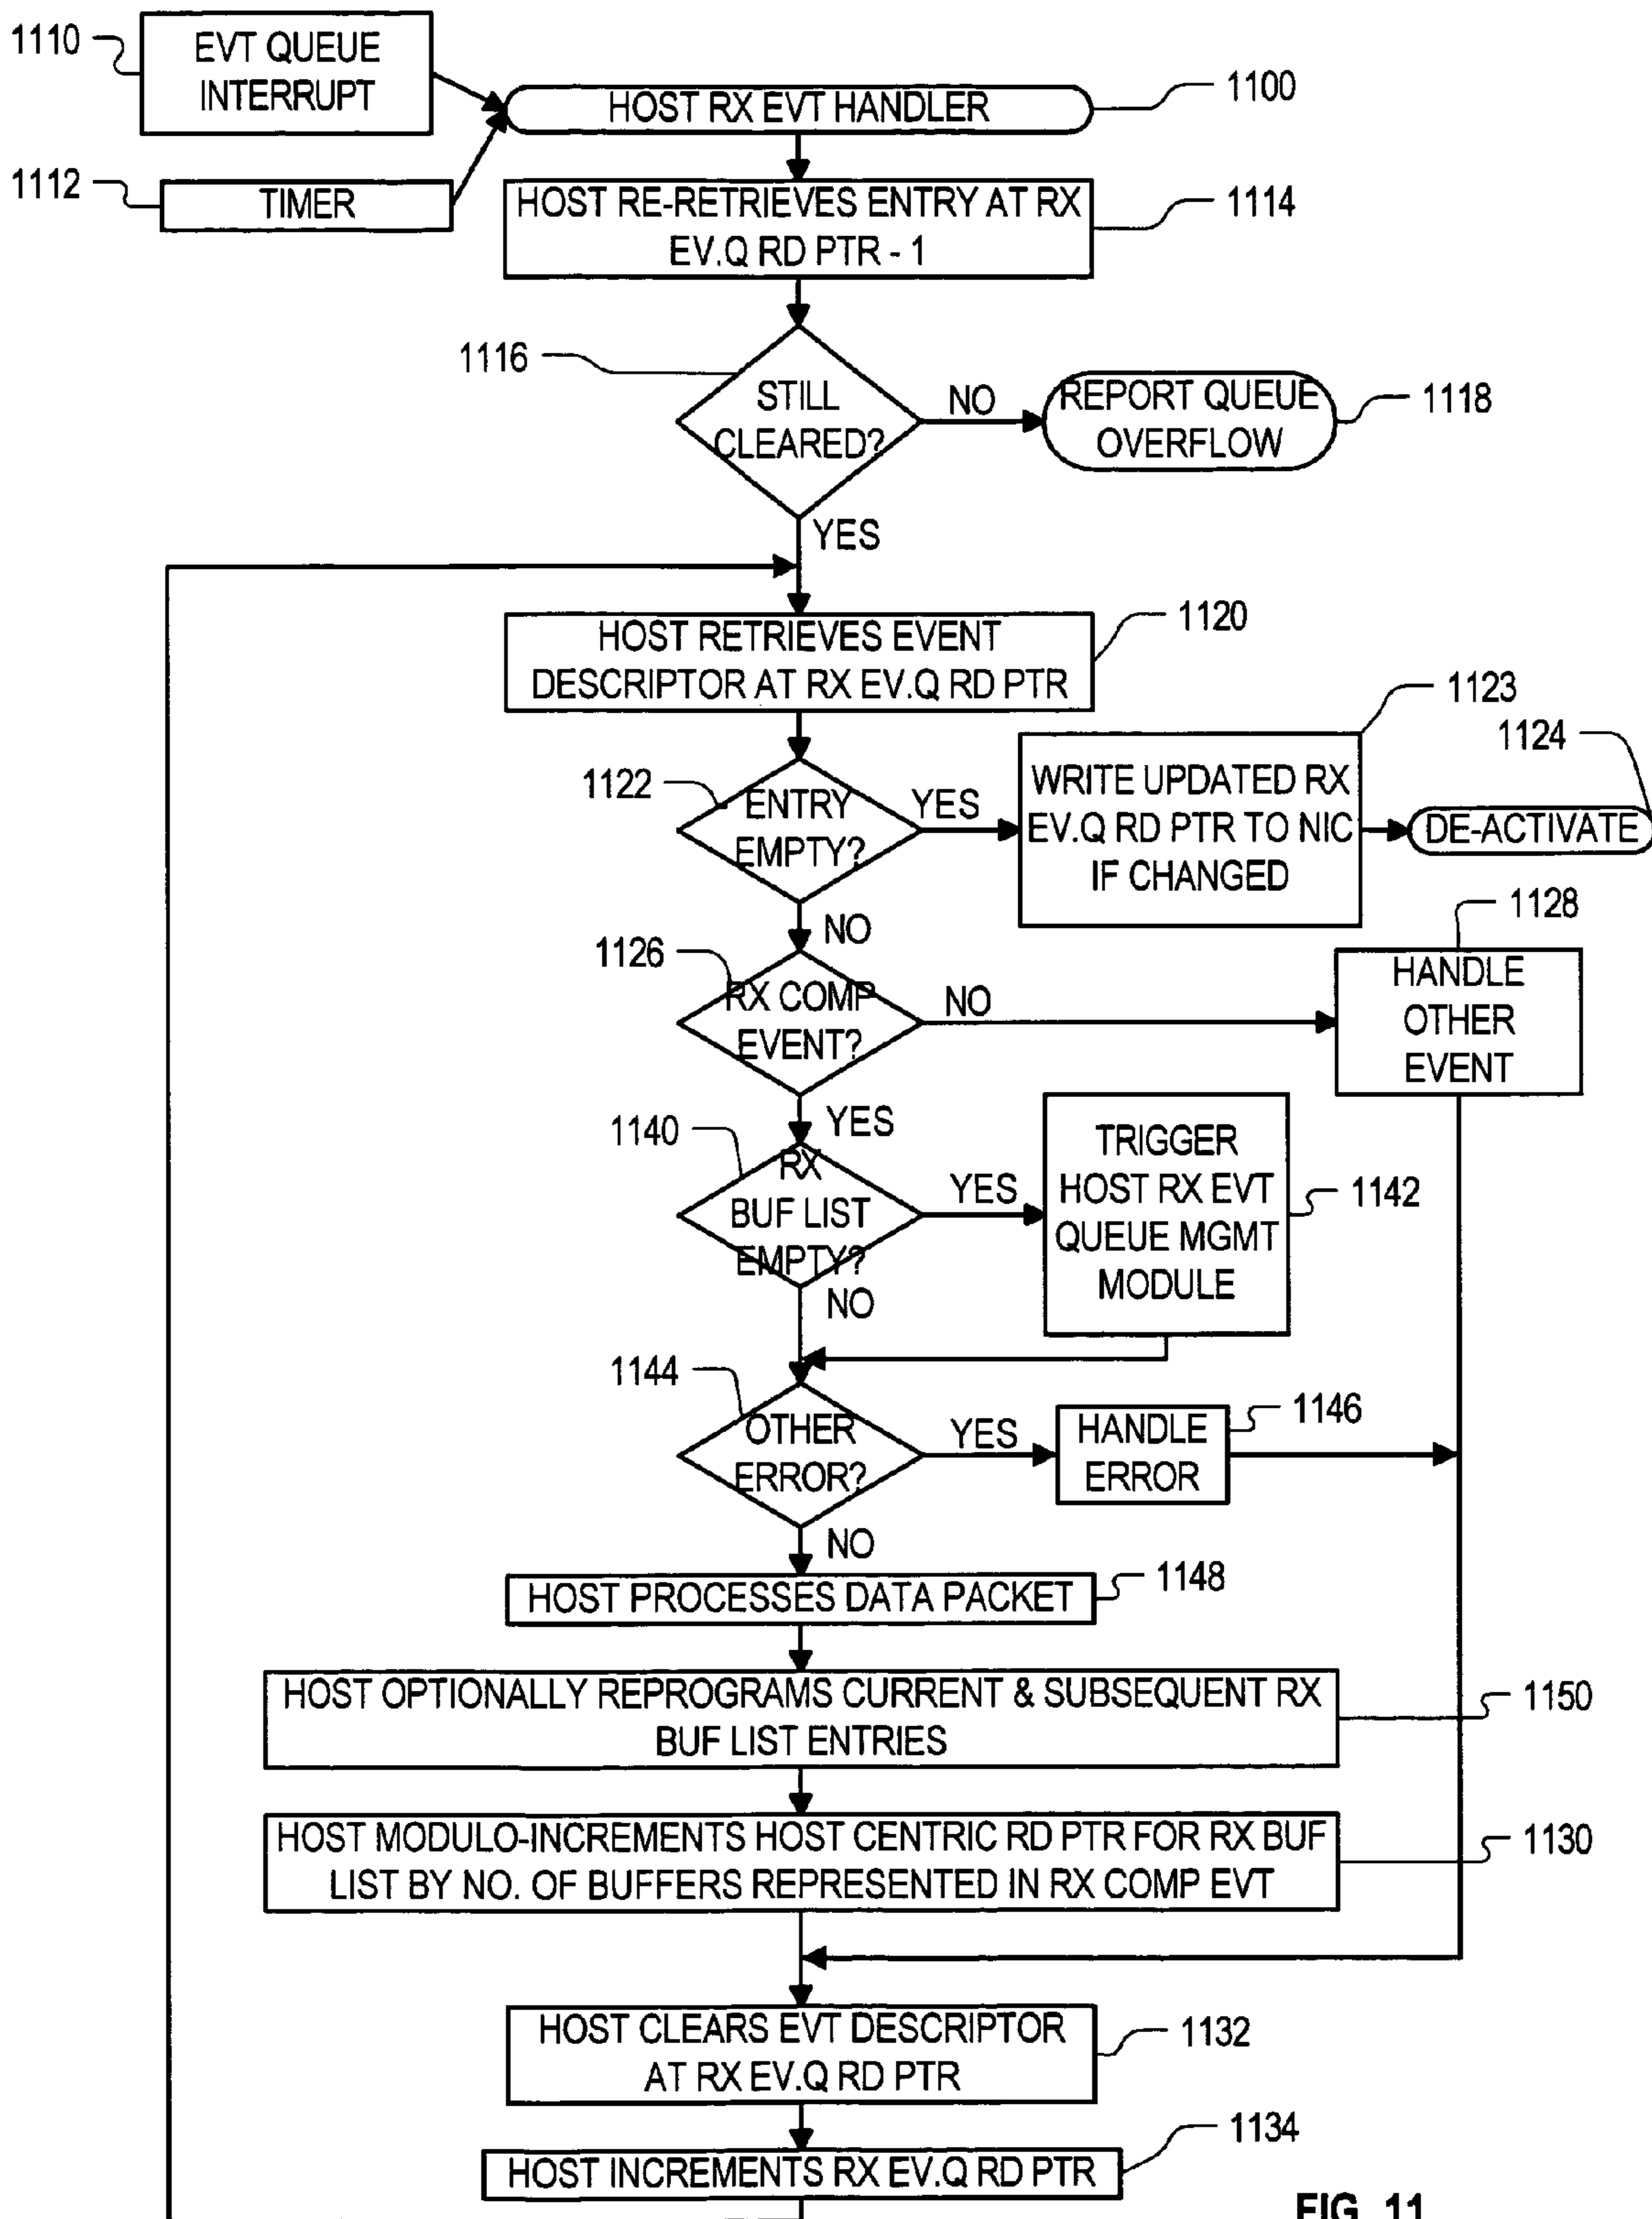 1110
EVT QUEUE
INTERRUPT
HOST RX EVT HANDLER
1100
1112
TIMER
HOST RE-RETRIEVES ENTRY AT RX
EV.Q RD PTR - 1
1114
1116
STILL
CLEARED?
NO
REPORT QUEUE
OVERFLOW
1118
YES
HOST RETRIEVES EVENT
DESCRIPTOR AT RX EV.Q RD PTR
1120
1122
ENTRY
EMPTY?
YES
WRITE UPDATED RX
EV.Q RD PTR TO NIC
IF CHANGED
1123
1124
DE-ACTIVATE
NO
1126
RX COMP
EVENT?
NO
HANDLE
OTHER
EVENT
1128
YES
1140
RX
BUF LIST
EMPTY?
YES
TRIGGER
HOST RX EVT
QUEUE MGMT
MODULE
1142
NO
1144
OTHER
ERROR?
YES
HANDLE
ERROR
1146
NO
HOST PROCESSES DATA PACKET
1148
HOST OPTIONALLY REPROGRAMS CURRENT & SUBSEQUENT RX
BUF LIST ENTRIES
1150
HOST MODULO-INCREMENTS HOST CENTRIC RD PTR FOR RX BUF
LIST BY NO. OF BUFFERS REPRESENTED IN RX COMP EVT
1130
HOST CLEARS EVT DESCRIPTOR
AT RX EV.Q RD PTR
1132
HOST INCREMENTS RX EV.Q RD PTR
1134
FIG. 11